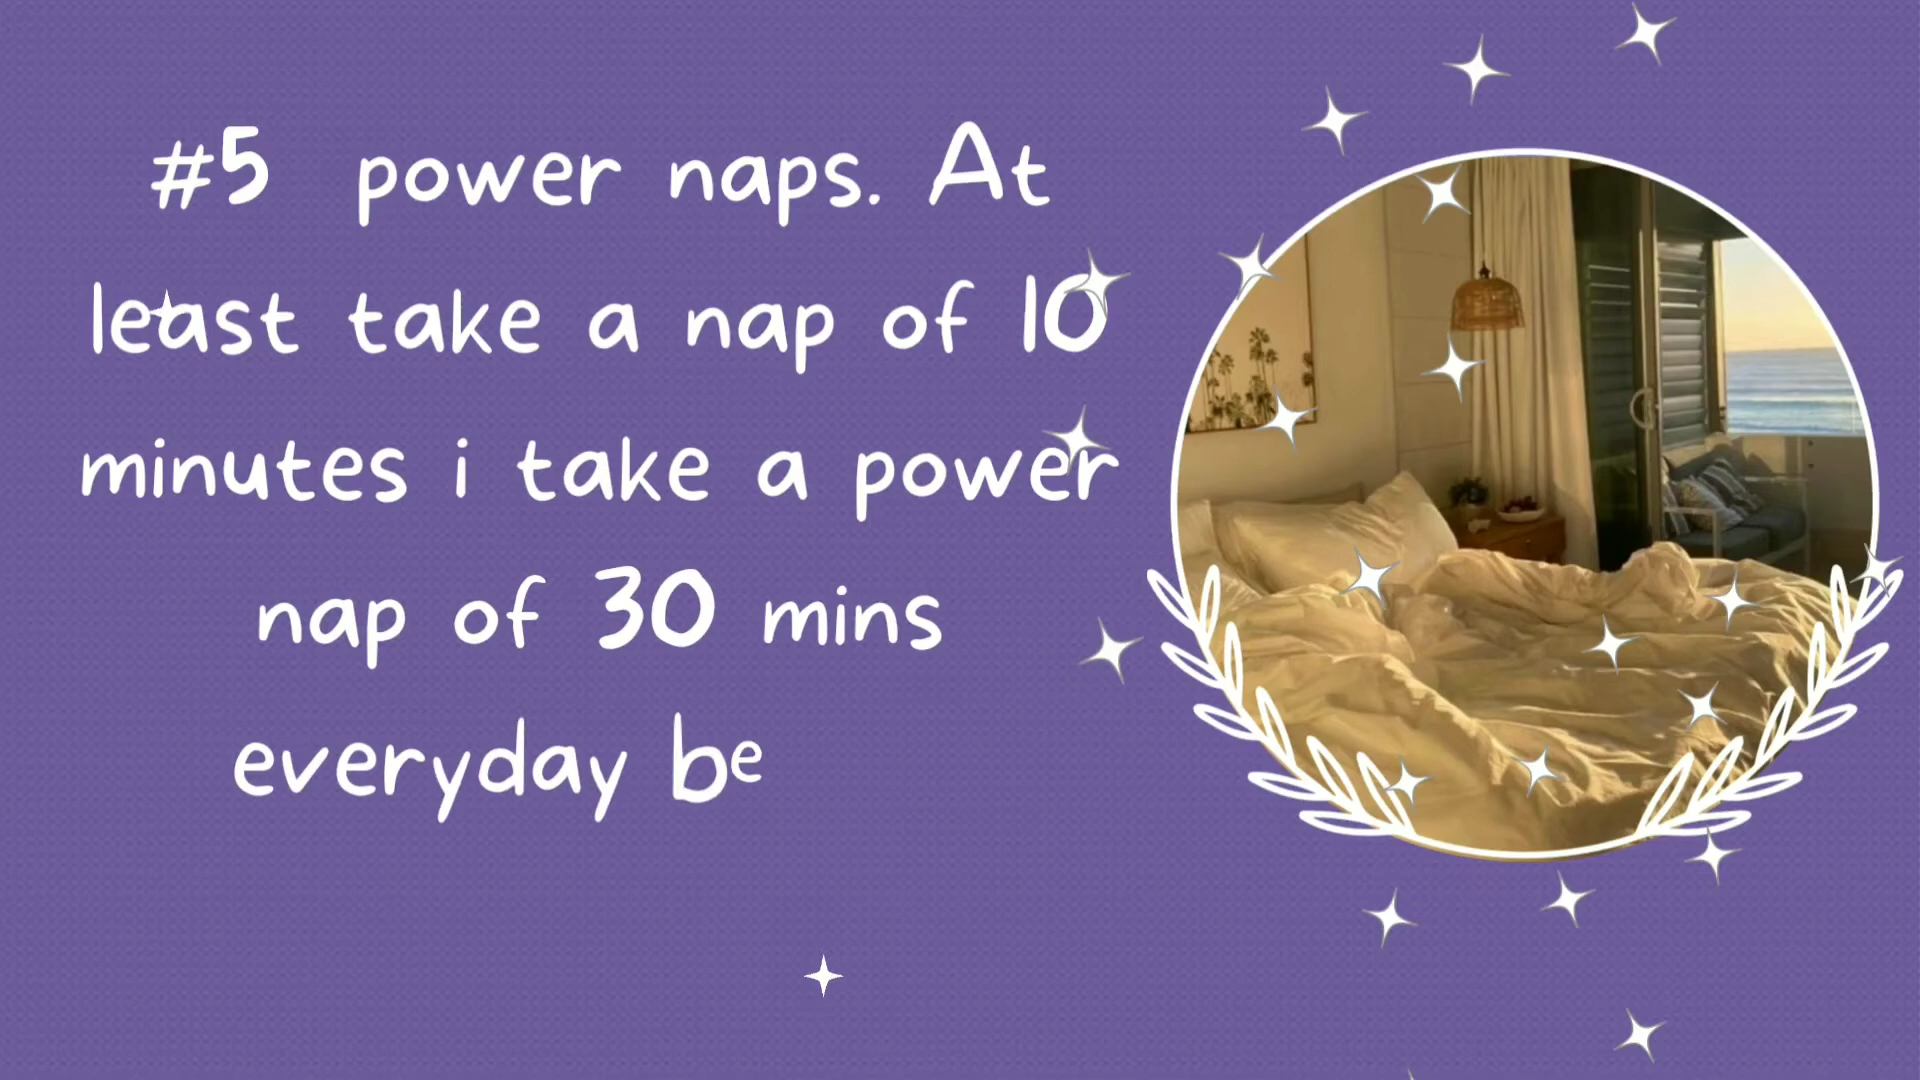 #5 power naps. At
least take a nap of 10
minutes i take a power
nap of 30 mins
everyday be